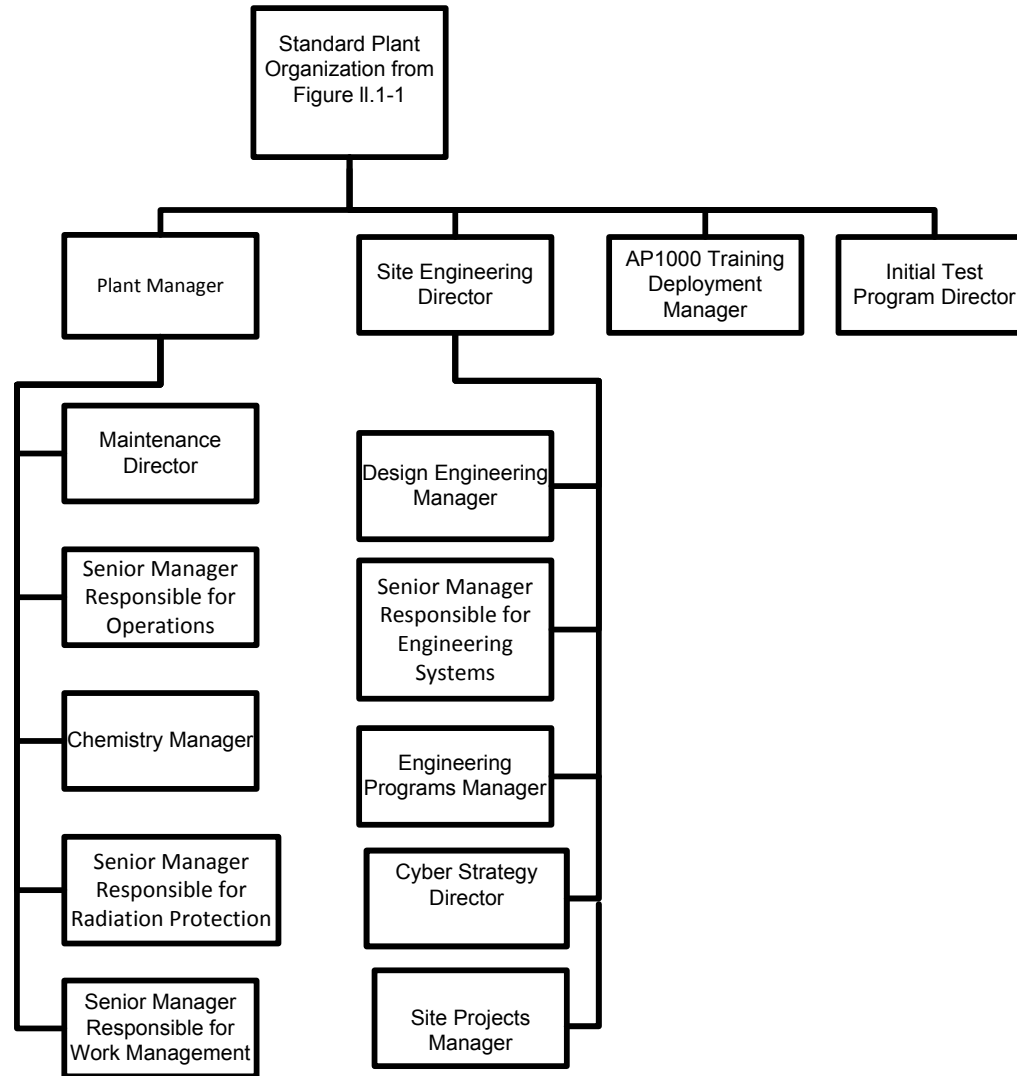 Standard Plant
Organization from
Figure II.1-1
Plant Manager
Site Engineering
Director
AP1000 Training
Deployment
Manager
Initial Test
Program Director
Maintenance
Director
Senior Manager
Responsible for
Operations
Chemistry Manager
Senior Manager
Responsible for
Radiation Protection
Senior Manager
Responsible for
Work Management
Design Engineering
Manager
Senior Manager
Responsible for
Engineering
Systems
Engineering
Programs Manager
Cyber Strategy
Director
Site Projects
Manager